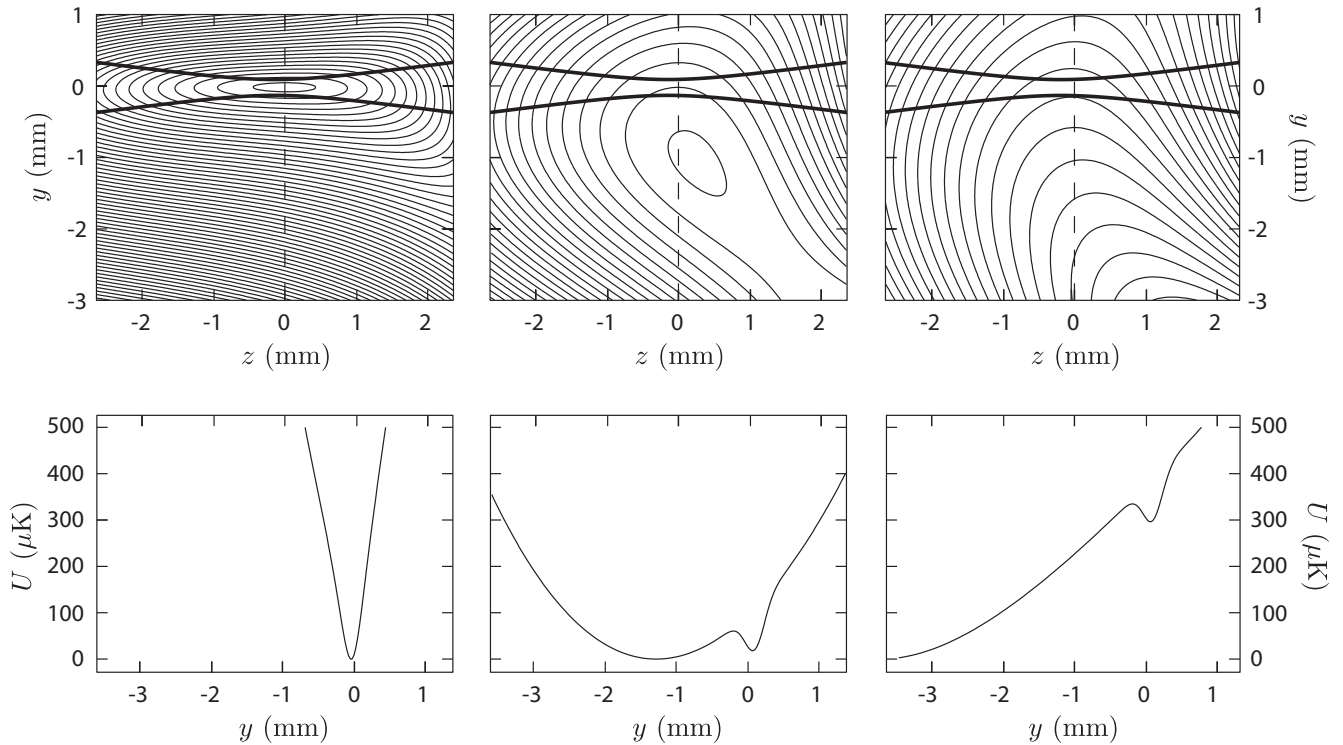 1 1
0 0
-1 -1
-2 -2
-3 -3
y (mm)
y (mm)
-2 -1 0 1 2 -2 -1 0 1 2 -2 -1 0 1 2
z (mm) z (mm) z (mm)
500 500
400 400
300 300
200 200
100 100
0 0
U (μK)
U (μK)
-3 -2 -1 0 1 -3 -2 -1 0 1 -3 -2 -1 0 1
y (mm) y (mm) y (mm)